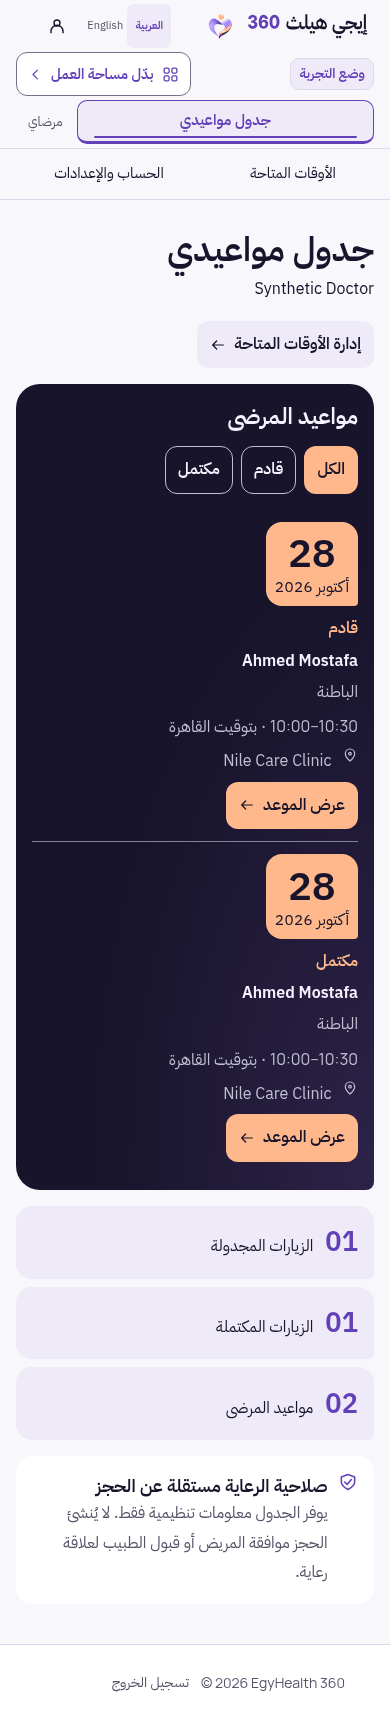 إيجي هيلث 360
العربية
English
وضع التجربة
بدّل مساحة العمل
جدول مواعيدي
مرضاي
الأوقات المتاحة
الحساب والإعدادات
جدول مواعيدي
Synthetic Doctor
إدارة الأوقات المتاحة
مواعيد المرضى
الكل
قادم
مكتمل
28
أكتوبر 2026
قادم
Ahmed Mostafa
الباطنة
10:00–10:30 · بتوقيت القاهرة
Nile Care Clinic
عرض الموعد
28
أكتوبر 2026
مكتمل
Ahmed Mostafa
الباطنة
10:00–10:30 · بتوقيت القاهرة
Nile Care Clinic
عرض الموعد
01 الزيارات المجدولة
01 الزيارات المكتملة
02 مواعيد المرضى
صلاحية الرعاية مستقلة عن الحجز
يوفر الجدول معلومات تنظيمية فقط. لا يُنشئ
الحجز موافقة المريض أو قبول الطبيب لعلاقة
رعاية.
© 2026 EgyHealth 360
تسجيل الخروج